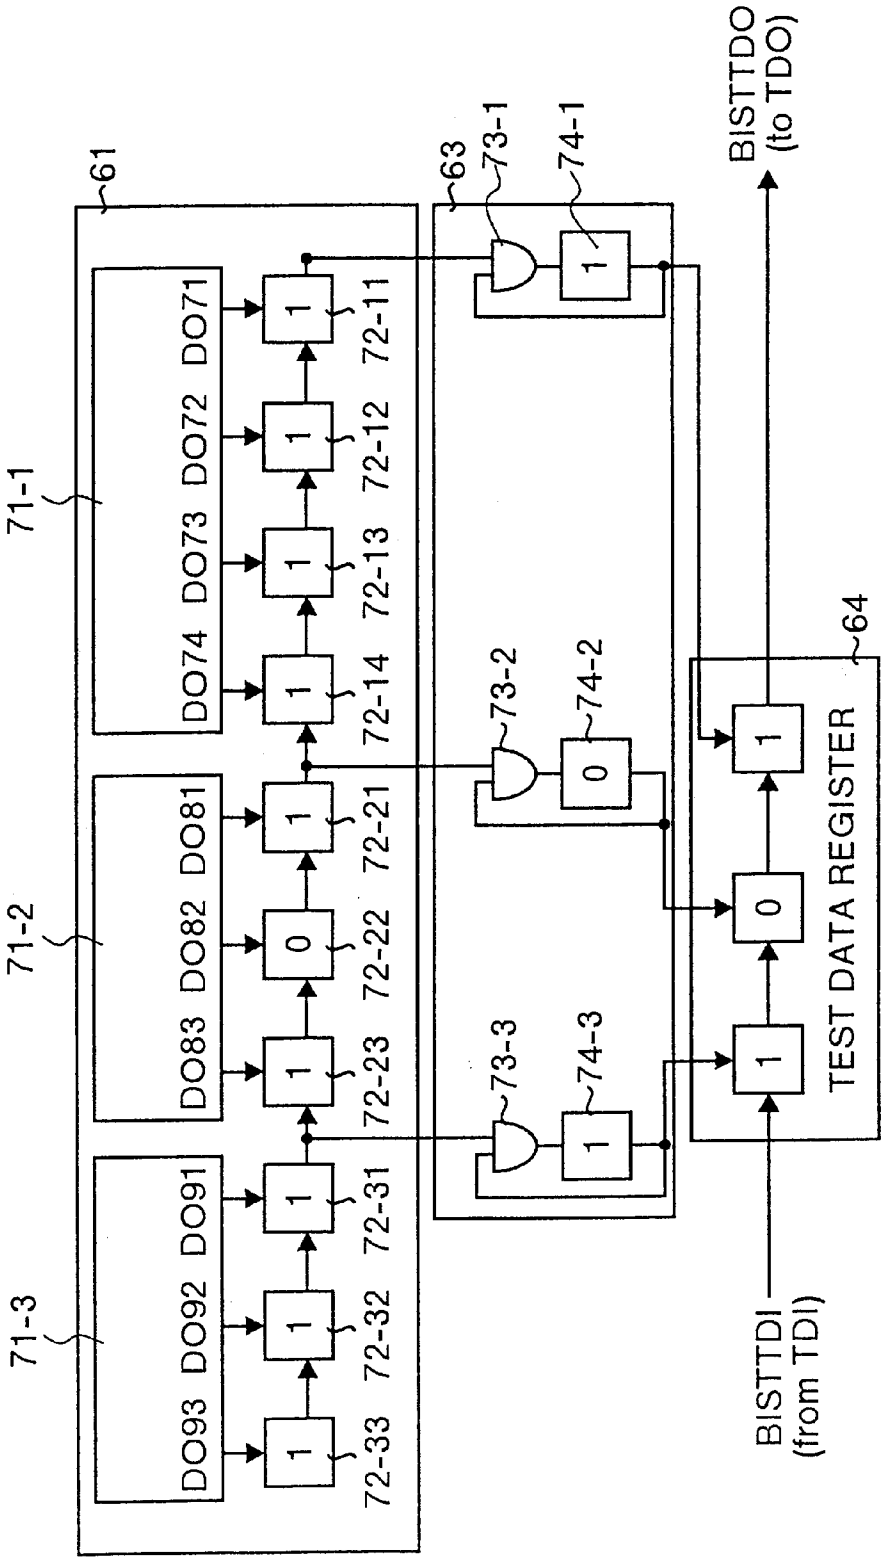 71-3
71-2
71-1
61
DO93 DO92 DO91
DO83 DO82 DO81
DO74 DO73 DO72 DO71
1 1 1 1 0 1 1 1 1 1
72-33 72-32 72-31 72-23 72-22 72-21 72-14 72-13 72-12 72-11
63
73-3
73-2
73-1
1
74-3
0
74-2
1
74-1
1 0 1
64
TEST DATA REGISTER
BISTTDI
(from TDI)
BISTTDO
(to TDO)